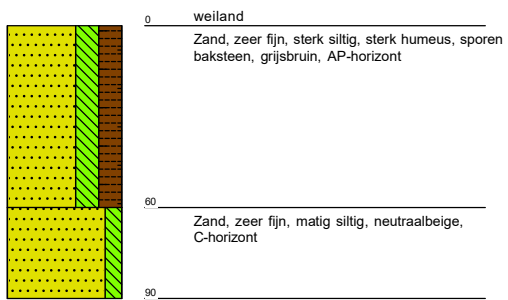 0 weiland
Zand, zeer fijn, sterk siltig, sterk humeus, sporen
baksteen, grijsbruin, AP-horizont
60
Zand, zeer fijn, matig siltig, neutraalbeige,
C-horizont
90